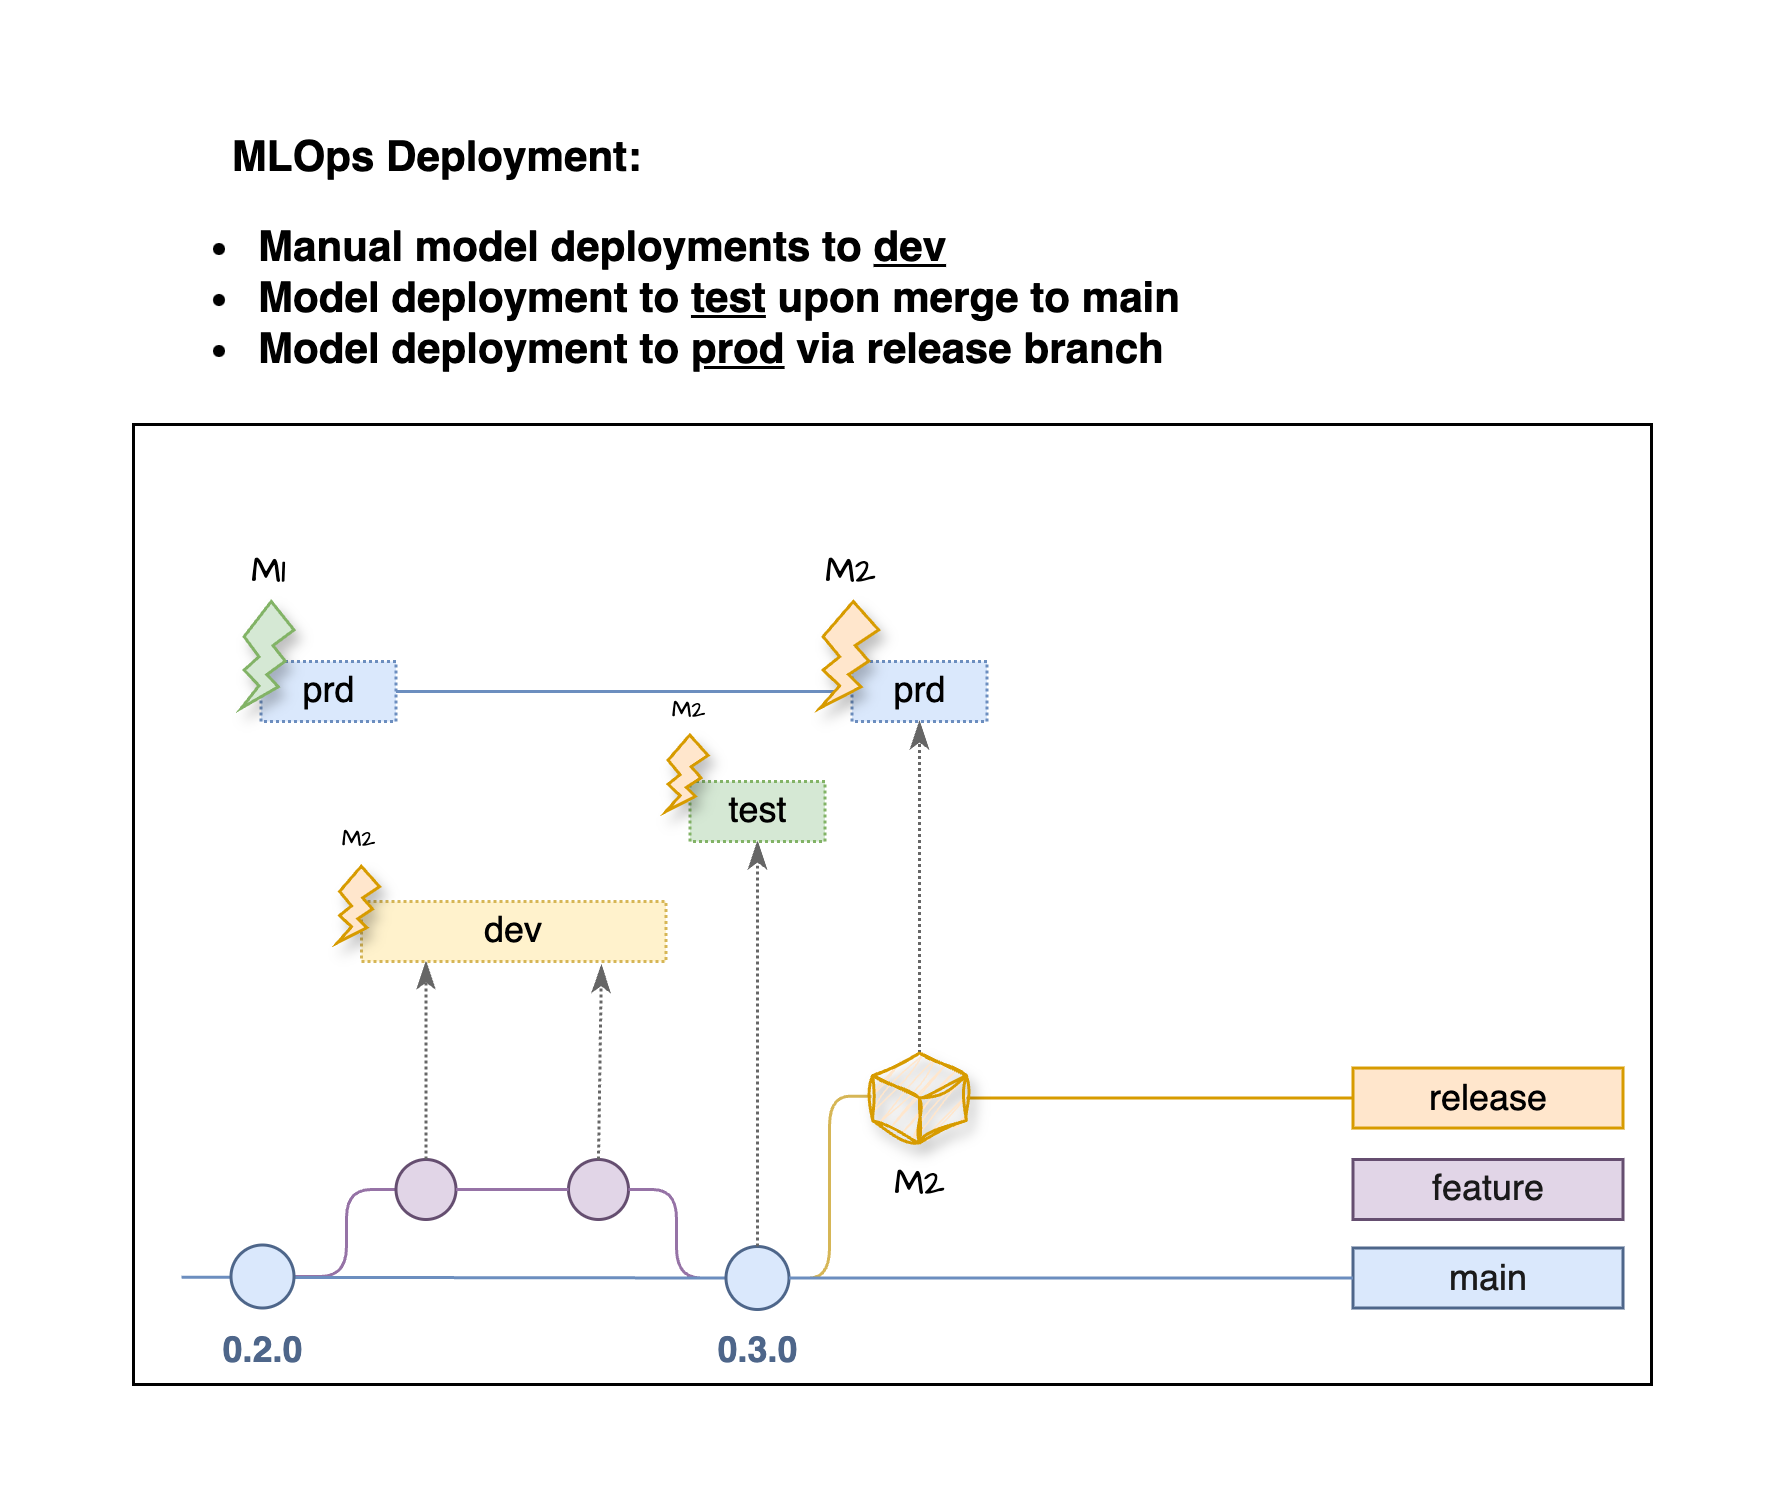 MLOps Deployment:
• Manual model deployments to dev
• Model deployment to test upon merge to main
• Model deployment to prod via release branch
M1
M2
prd
prd
M2
test
M2
dev
release
M2
feature
main
0.2.0
0.3.0